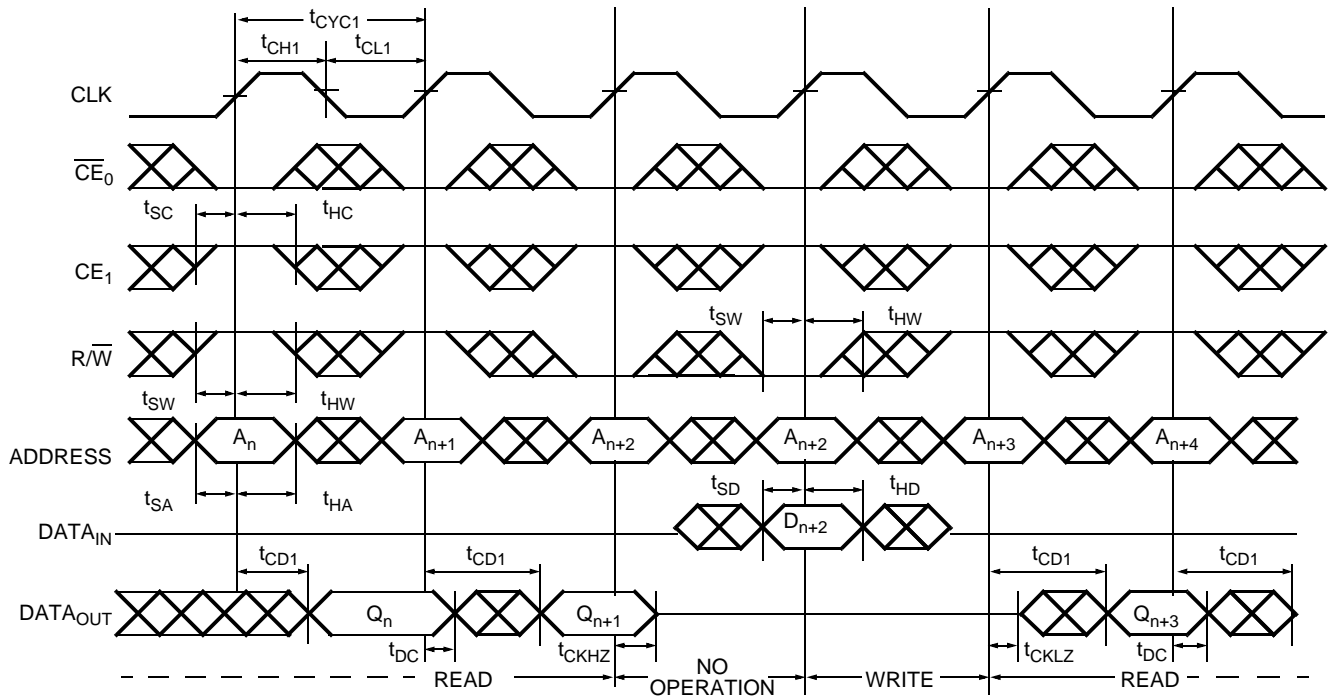 tCYC1
tCH1 tCL1
CLK
CE0
tSC tHC
CE1
tSW tHW
R/W
tSW tHW
An An+1 An+2 An+2 An+3 An+4
ADDRESS
tSA tHA tSD tHD
Dn+2
DATAIN
tCD1 tCD1 tCD1 tCD1
DATAOUT
Qn Qn+1 Qn+3
tDC tCKHZ tCKLZ tDC
READ NO OPERATION WRITE READ